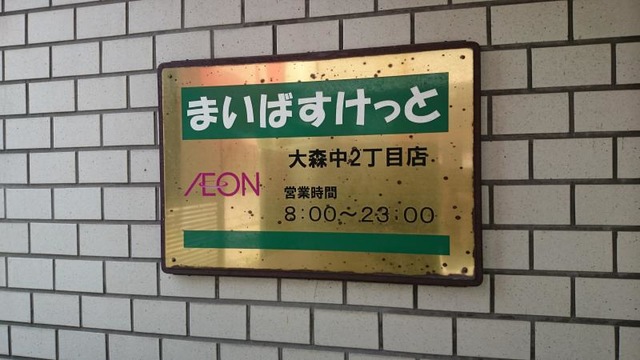 まいばすけっと
大森中2丁目店
ÆON
営業時間
8:00～23:00